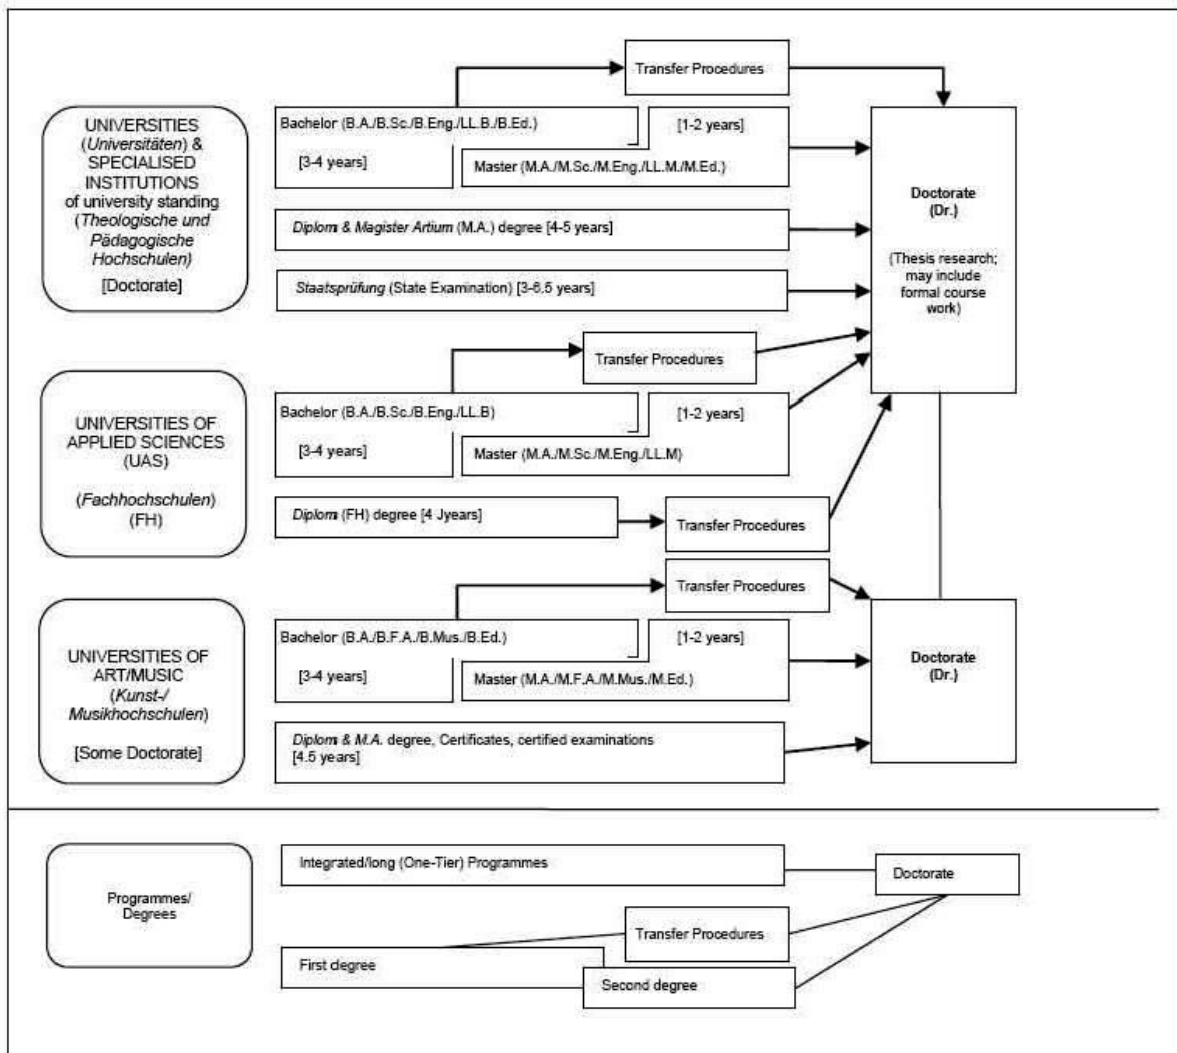 Transfer Procedures
UNIVERSITIES
(Universitäten) &
SPECIALISED
INSTITUTIONS
of university standing
(Theologische und
Pädagogische
Hochschulen)
[Doctorate]
Bachelor (B.A./B.Sc./B.Eng./LL.B./B.Ed.)
[3-4 years]
[1-2 years]
Master (M.A./M.Sc./M.Eng./LL.M./M.Ed.)
Diplom & Magister Artium (M.A.) degree [4-5 years]
Staatsprüfung (State Examination) [3-6.5 years]
Doctorate
(Dr.)
(Thesis research;
may include
formal course
work)
Transfer Procedures
UNIVERSITIES OF
APPLIED SCIENCES
(UAS)
(Fachhochschulen)
(FH)
Bachelor (B.A./B.Sc./B.Eng./LL.B)
[3-4 years]
[1-2 years]
Master (M.A./M.Sc./M.Eng./LL.M)
Diplom (FH) degree [4 Jyears]
Transfer Procedures
Transfer Procedures
UNIVERSITIES OF
ART/MUSIC
(Kunst-/
Musikhochschulen)
[Some Doctorate]
Bachelor (B.A./B.F.A./B.Mus./B.Ed.)
[3-4 years]
[1-2 years]
Master (M.A./M.F.A./M.Mus./M.Ed.)
Diplom & M.A. degree, Certificates, certified examinations
[4.5 years]
Doctorate
(Dr.)
Programmes/
Degrees
Integrated/long (One-Tier) Programmes
Doctorate
Transfer Procedures
First degree
Second degree